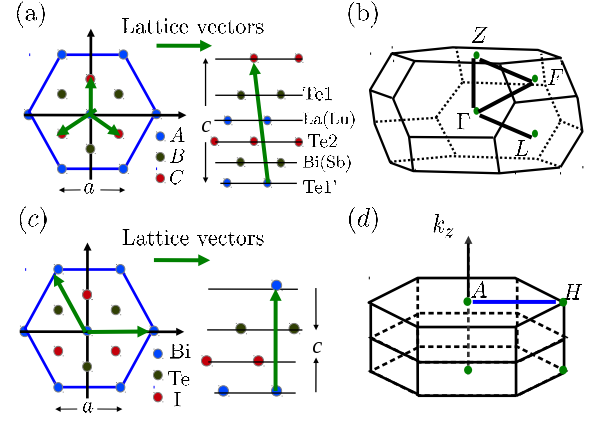 (a)
Lattice vectors
A
B
C
a
c
Te1
La(Lu)
Te2
Bi(Sb)
Te1'
(b)
Z
F
Γ
L
(c)
Lattice vectors
Bi
Te
I
a
c
(d)
k_z
A
H